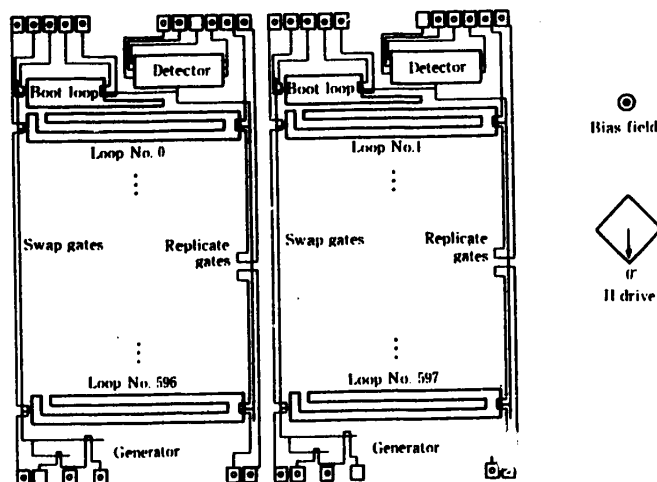 Detector
Boot loop
Loop No. 0
Swap gates
Replicate
gates
Loop No. 596
Generator
Detector
Boot loop
Loop No. 1
Swap gates
Replicate
gates
Loop No. 597
Generator
Bias field
or
H drive